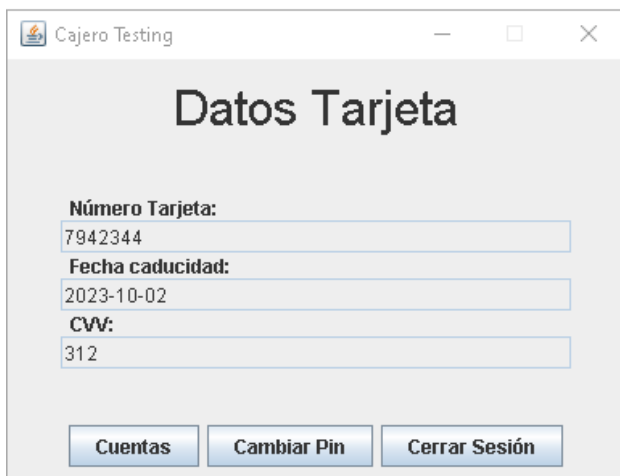 Cajero Testing
Datos Tarjeta
Número Tarjeta:
7942344
Fecha caducidad:
2023-10-02
CVV:
312
Cuentas Cambiar Pin Cerrar Sesión